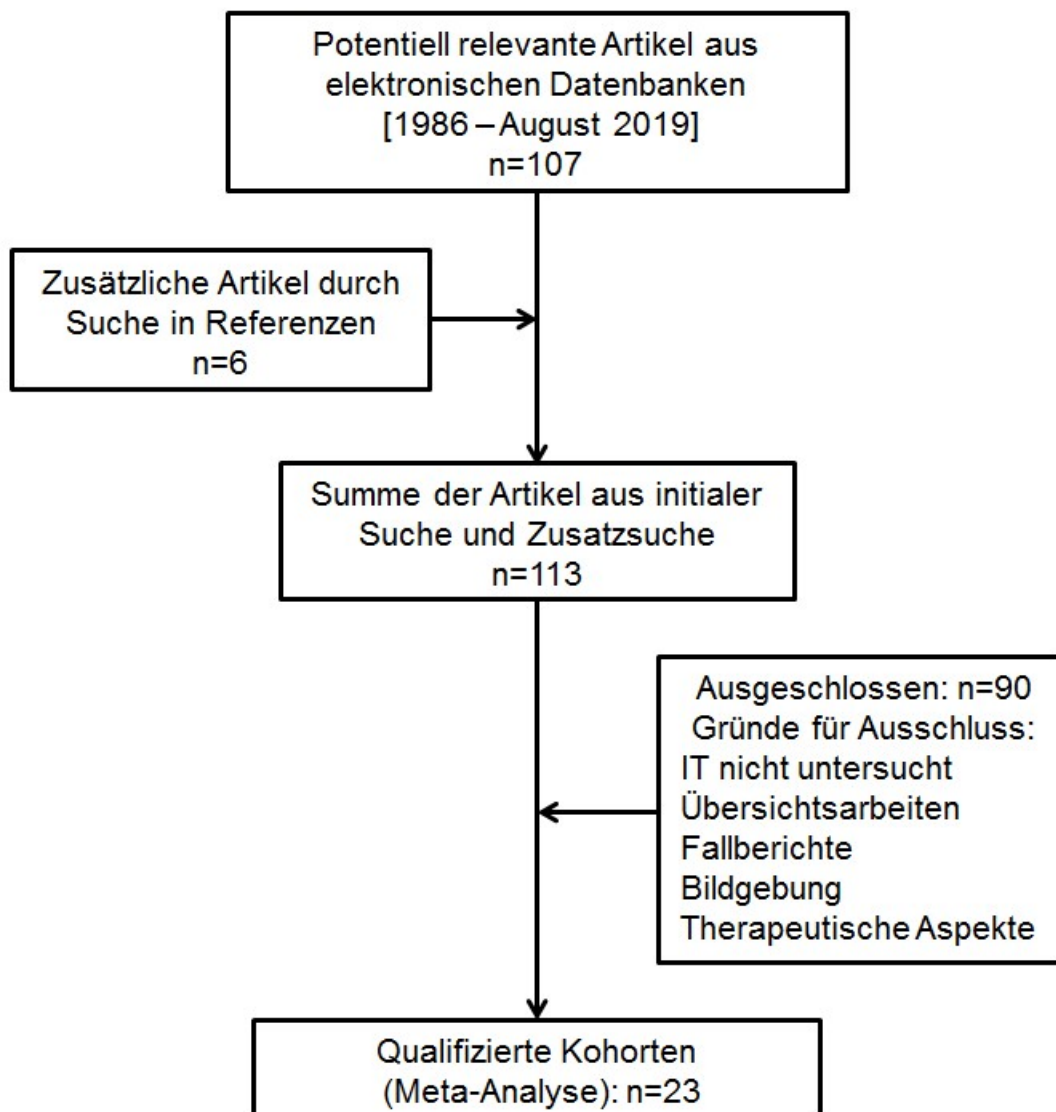 Potentiell relevante Artikel aus
elektronischen Datenbanken
[1986 – August 2019]
n=107
Zusätzliche Artikel durch
Suche in Referenzen
n=6
Summe der Artikel aus initialer
Suche und Zusatzsuche
n=113
Ausgeschlossen: n=90
Gründe für Ausschluss:
IT nicht untersucht
Übersichtsarbeiten
Fallberichte
Bildgebung
Therapeutische Aspekte
Qualifizierte Kohorten
(Meta-Analyse): n=23